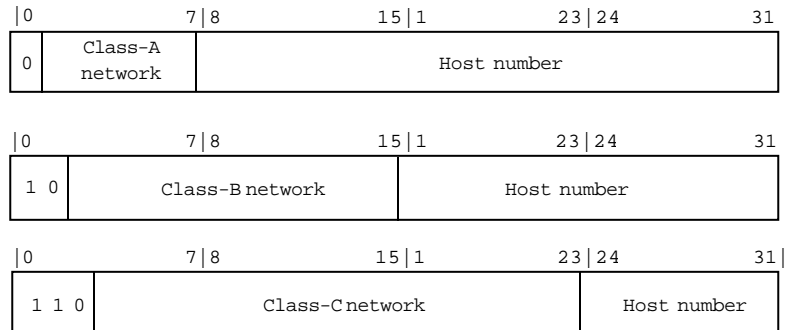 |0 7|8 15|1 23|24 31
0 Class-A network Host number
|0 7|8 15|1 23|24 31
1 0 Class-B network Host number
|0 7|8 15|1 23|24 31|
1 1 0 Class-C network Host number